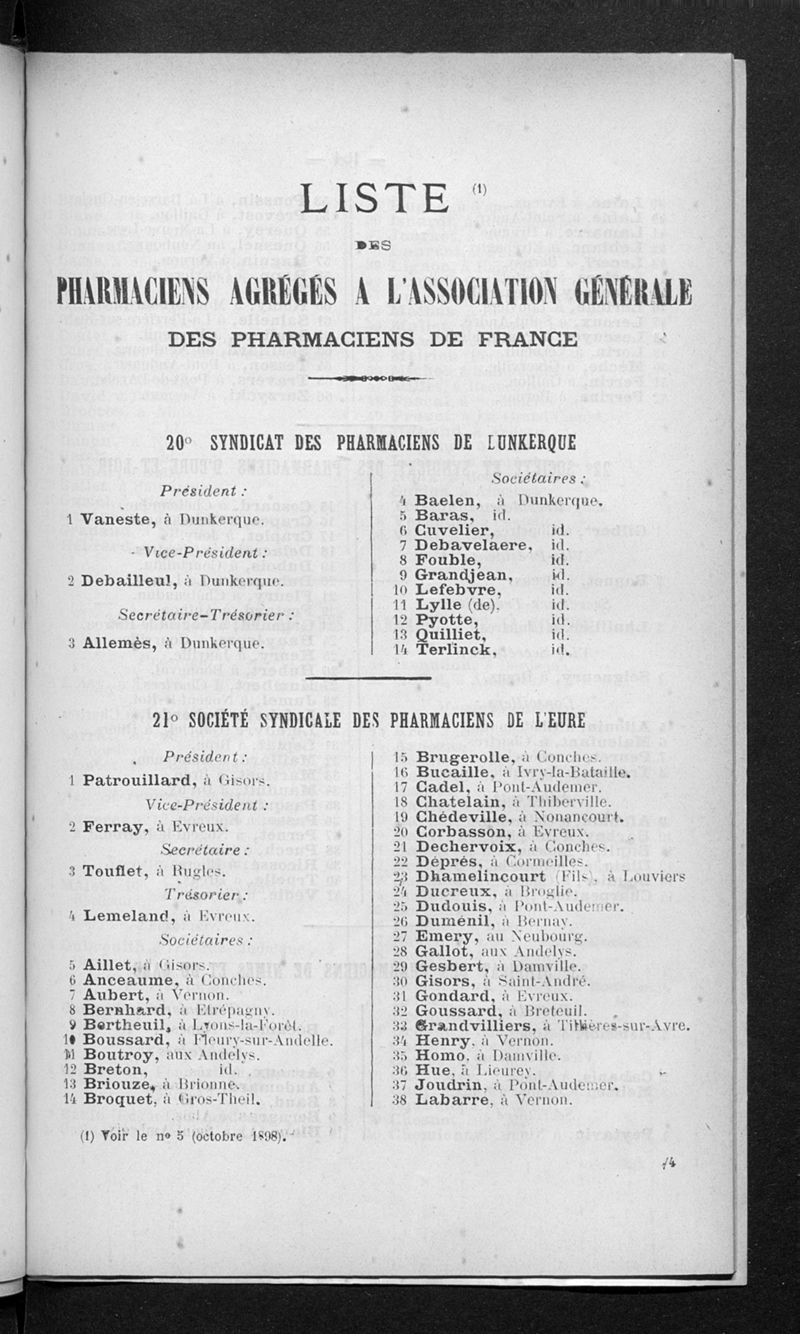 LISTE (1)
DES
PHARMACIENS AGRÉGÉS A L'ASSOCIATION GÉNÉRALE
DES PHARMACIENS DE FRANCE
20° SYNDICAT DES PHARMACIENS DE DUNKERQUE
Président :
1 Vaneste, à Dunkerque.
Vice-Président :
2 Debailleul, à Dunkerque.
Secrétaire-Trésorier :
3 Allemès, à Dunkerque.
Sociétaires :
4 Baelen, à Dunkerque.
5 Baras, id.
6 Cuvelier, id.
7 Debavelaere, id.
8 Fouble, id.
9 Grandjean, id.
10 Lefebvre, id.
11 Lylle (de). id.
12 Pyotte, id.
13 Quilliet, id.
14 Terlinck, id.
21° SOCIÉTÉ SYNDICALE DES PHARMACIENS DE L'EURE
Président :
1 Patrouillard, à Gisors.
Vice-Président :
2 Ferray, à Evreux.
Secrétaire :
3 Touflet, à Rugles.
Trésorier :
4 Lemeland, à Evreux.
Sociétaires :
5 Aillet, à Gisors.
6 Anceaume, à Conches.
7 Aubert, à Vernon.
8 Bernhard, à Etrépagny.
9 Bertheuil, à Lyons-la-Forêt.
10 Boussard, à Fleury-sur-Andelle.
11 Boutroy, aux Andelys.
12 Breton, id.
13 Briouze, à Brionne.
14 Broquet, à Gros-Theil.
15 Brugerolle, à Conches.
16 Bucaille, à Ivry-la-Bataille.
17 Cadel, à Pont-Audemer.
18 Chatelain, à Thiberville.
19 Chédeville, à Nonancourt.
20 Corbasson, à Evreux.
21 Dechervoix, à Conches.
22 Déprés, à Cormeilles.
23 Dhamelincourt (Fils), à Louviers
24 Ducreux, à Broglie.
25 Dudouis, à Pont-Audemer.
26 Duménil, à Bernay.
27 Emery, au Neubourg.
28 Gallot, aux Andelys.
29 Gesbert, à Damville.
30 Gisors, à Saint-André.
31 Gondard, à Evreux.
32 Goussard, à Breteuil.
33 Grandvilliers, à Tillières-sur-Avre.
34 Henry, à Vernon.
35 Homo, à Damville.
36 Hue, à Lieurey.
37 Joudrin, à Pont-Audemer.
38 Labarre, à Vernon.
(1) Voir le n° 5 (octobre 1898).
14